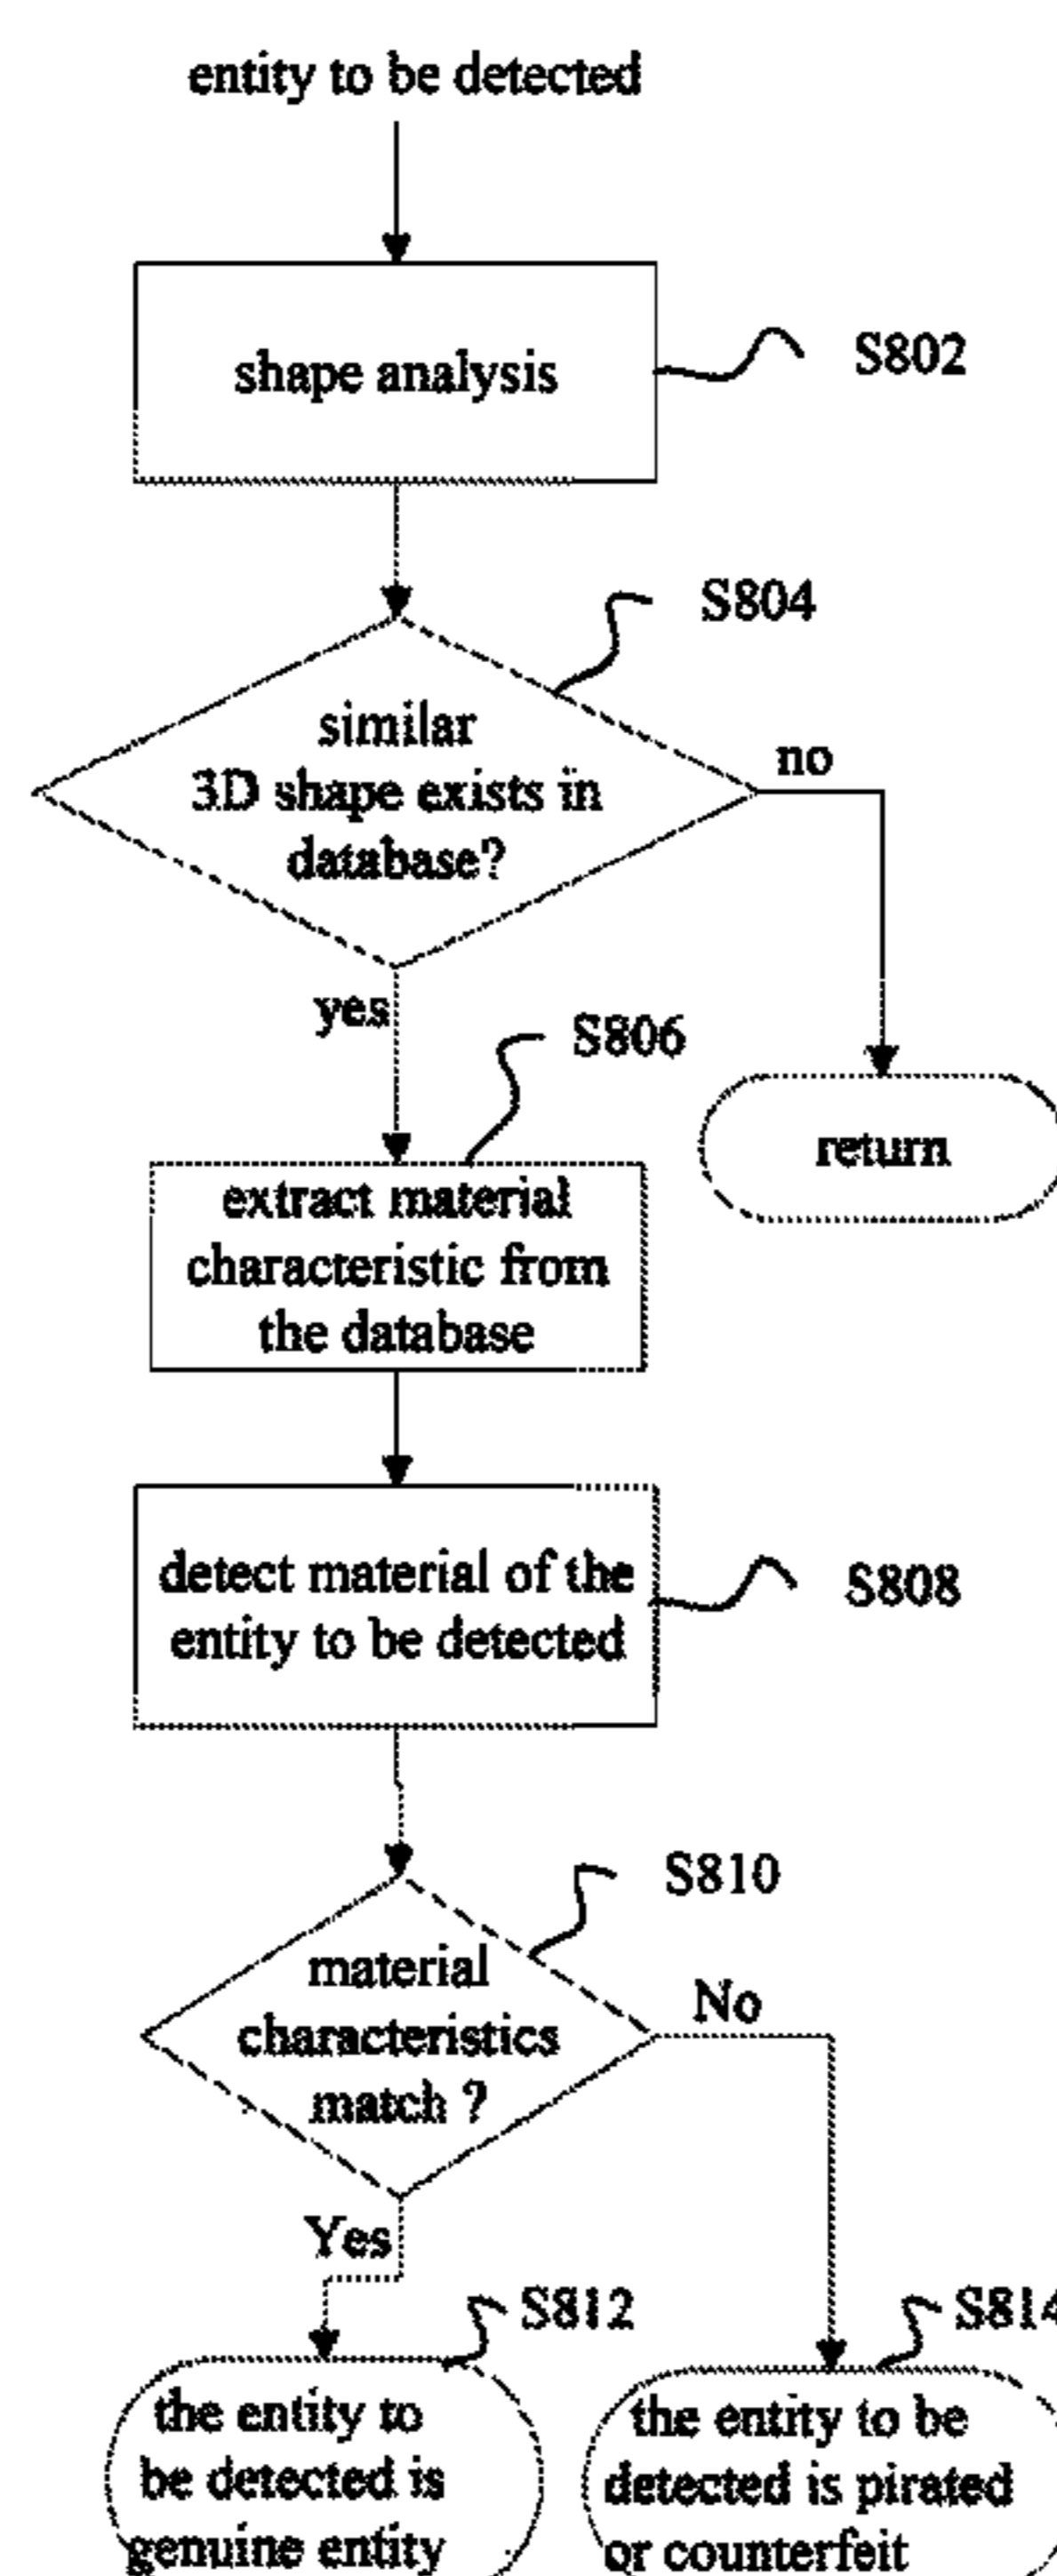 entity to be detected
shape analysis
S802
S804
similar
3D shape exists in
database?
no
yes
S806
return
extract material
characteristic from
the database
detect material of the
entity to be detected
S808
S810
material
characteristics
match ?
No
Yes
S812
S814
the entity to
be detected is
genuine entity
the entity to be
detected is pirated
or counterfeit